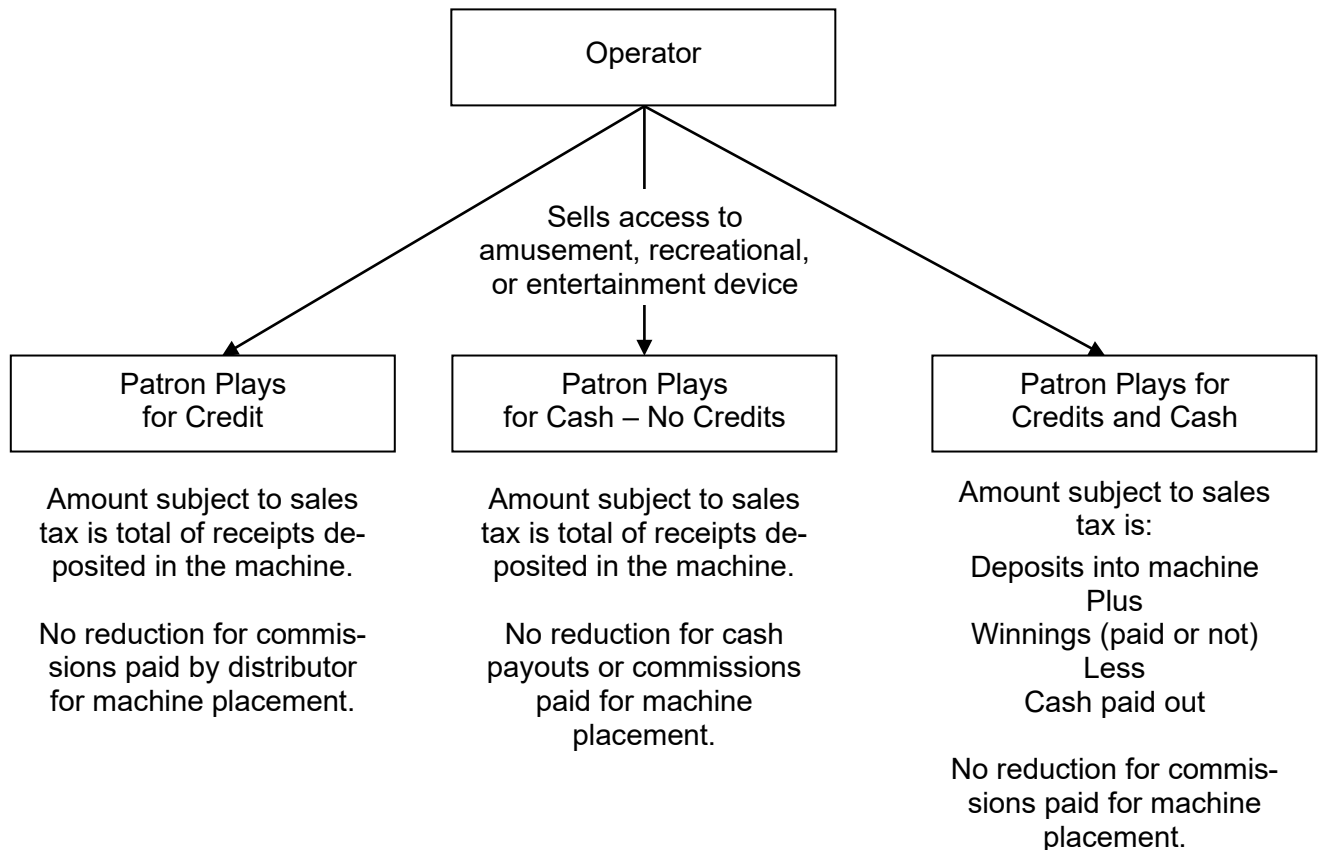 Operator
Sells access to
amusement, recreational,
or entertainment device
Patron Plays
for Credit
Amount subject to sales
tax is total of receipts de-
posited in the machine.
No reduction for commis-
sions paid by distributor
for machine placement.
Patron Plays
for Cash – No Credits
Amount subject to sales
tax is total of receipts de-
posited in the machine.
No reduction for cash
payouts or commissions
paid for machine
placement.
Patron Plays for
Credits and Cash
Amount subject to sales
tax is:
Deposits into machine
Plus
Winnings (paid or not)
Less
Cash paid out
No reduction for commis-
sions paid for machine
placement.